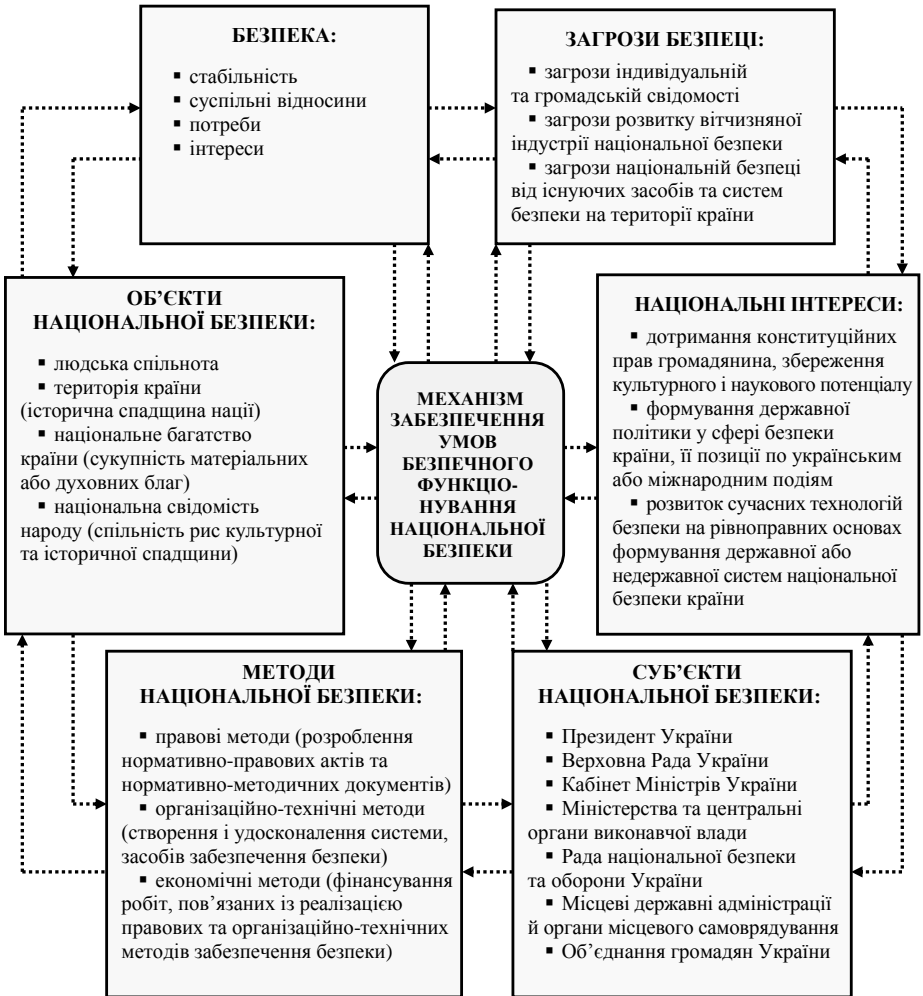 БЕЗПЕКА:
▪ стабільність
▪ суспільні відносини
▪ потреби
▪ інтереси
ЗАГРОЗИ БЕЗПЕЦІ:
▪ загрози індивідуальній
та громадській свідомості
▪ загрози розвитку вітчизняної
індустрії національної безпеки
▪ загрози національній безпеці
від існуючих засобів та систем
безпеки на території країни
ОБ’ЄКТИ
НАЦІОНАЛЬНОЇ БЕЗПЕКИ:
▪ людська спільнота
▪ територія країни
(історична спадщина нації)
▪ національне багатство
країни (сукупність матеріальних
або духовних благ)
▪ національна свідомість
народу (спільність рис культурної
та історичної спадщини)
МЕХАНІЗМ
ЗАБЕЗПЕЧЕННЯ
УМОВ
БЕЗПЕЧНОГО
ФУНКЦІО-
НУВАННЯ
НАЦІОНАЛЬНОЇ
БЕЗПЕКИ
НАЦІОНАЛЬНІ ІНТЕРЕСИ:
▪ дотримання конституційних
прав громадянина, збереження
культурного і наукового потенціалу
▪ формування державної
політики у сфері безпеки
країни, її позиції по українським
або міжнародним подіям
▪ розвиток сучасних технологій
безпеки на рівноправних основах
формування державної або
недержавної систем національної
безпеки країни
МЕТОДИ
НАЦІОНАЛЬНОЇ БЕЗПЕКИ:
▪ правові методи (розроблення
нормативно-правових актів та
нормативно-методичних документів)
▪ організаційно-технічні методи
(створення і удосконалення системи,
засобів забезпечення безпеки)
▪ економічні методи (фінансування
робіт, пов’язаних із реалізацією
правових та організаційно-технічних
методів забезпечення безпеки)
СУБ’ЄКТИ
НАЦІОНАЛЬНОЇ БЕЗПЕКИ:
▪ Президент України
▪ Верховна Рада України
▪ Кабінет Міністрів України
▪ Міністерства та центральні
органи виконавчої влади
▪ Рада національної безпеки
та оборони України
▪ Місцеві державні адміністрації
й органи місцевого самоврядування
▪ Об’єднання громадян України